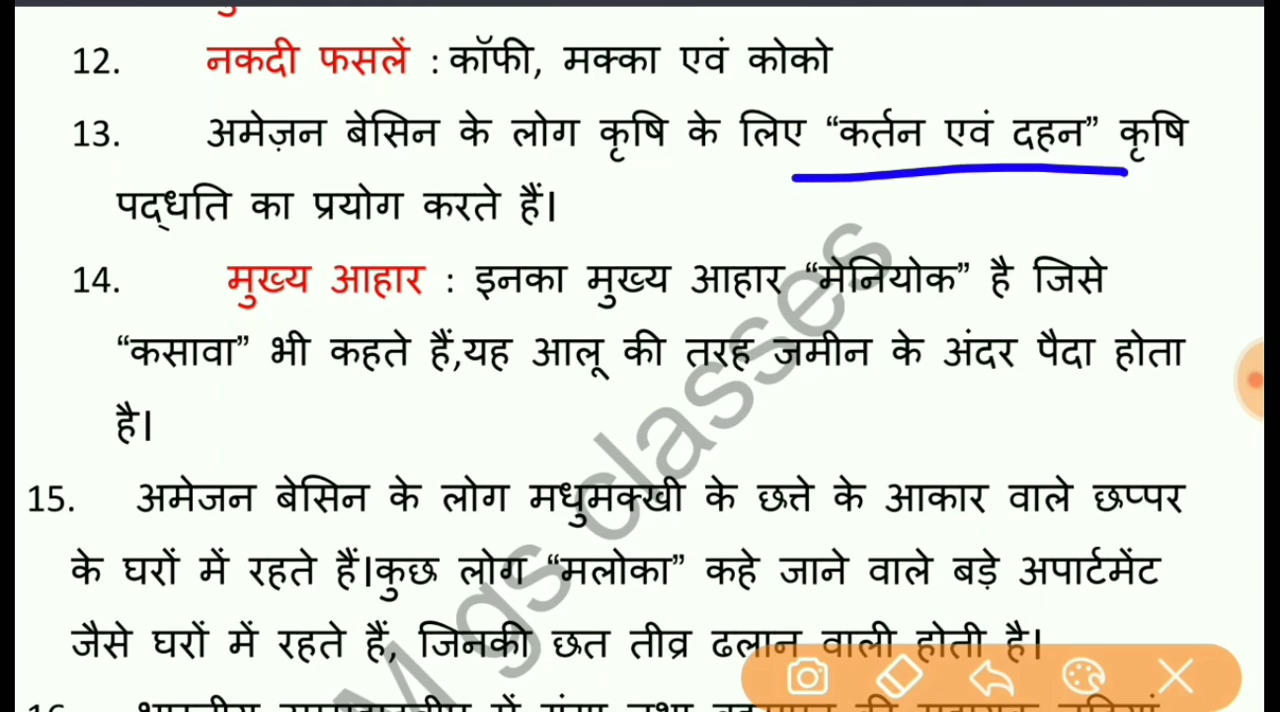 12. नकदी फसलें : कॉफी, मक्का एवं कोको
13. अमेज़न बेसिन के लोग कृषि के लिए “कर्तन एवं दहन” कृषि
पद्धति का प्रयोग करते हैं।
14. मुख्य आहार : इनका मुख्य आहार “मेनियोक” है जिसे
“कसावा” भी कहते हैं,यह आलू की तरह जमीन के अंदर पैदा होता
है।
15. अमेजन बेसिन के लोग मधुमक्खी के छत्ते के आकार वाले छप्पर
के घरों में रहते हैं।कुछ लोग “मलोका” कहे जाने वाले बड़े अपार्टमेंट
जैसे घरों में रहते हैं, जिनकी छत तीव्र ढलान वाली होती है।
M gs classes